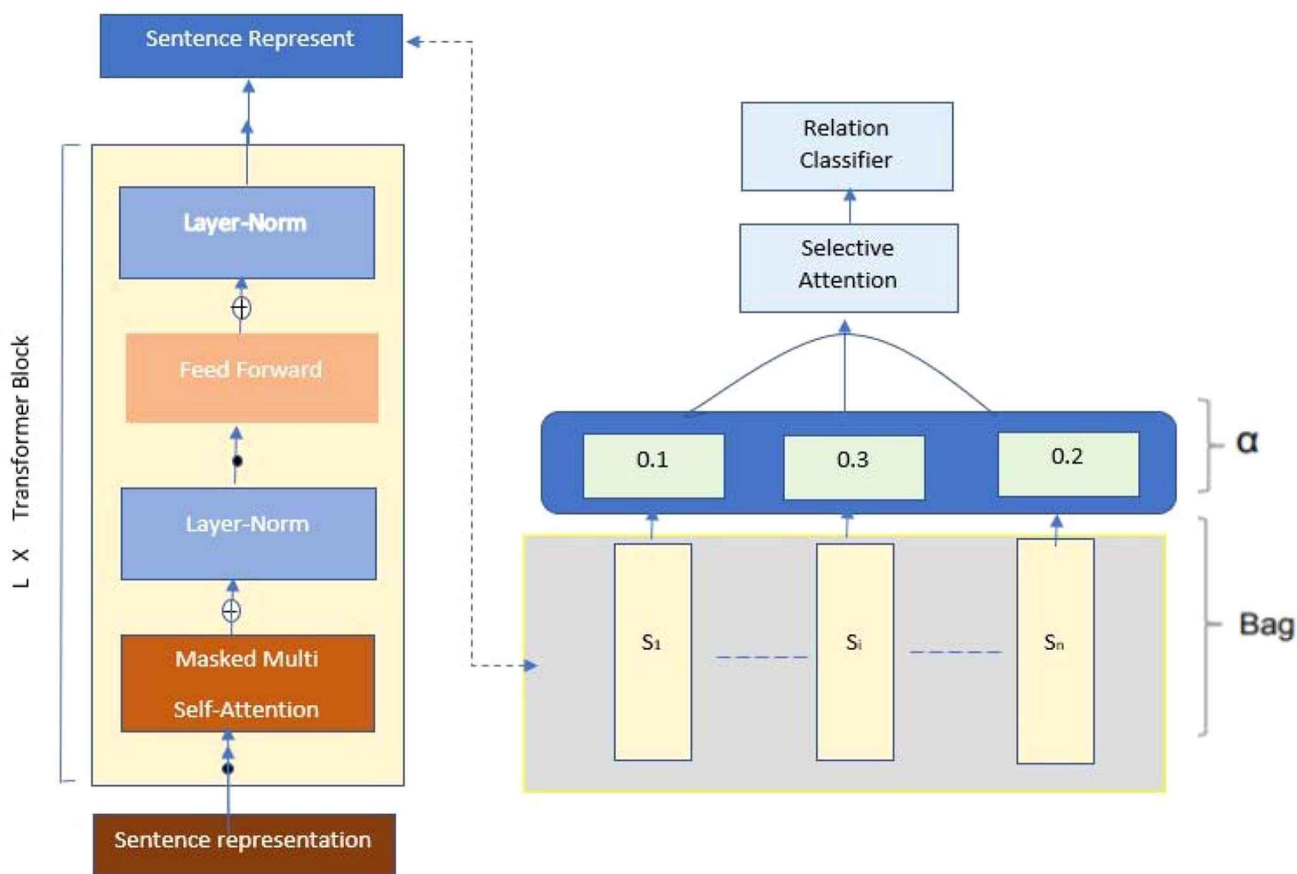 Sentence Represent
Layer-Norm
Feed Forward
Layer-Norm
Masked Multi
Self-Attention
Sentence representation
L X Transformer Block
Relation
Classifier
Selective
Attention
0.1 0.3 0.2
α
S₁ Sᵢ Sₙ
Bag